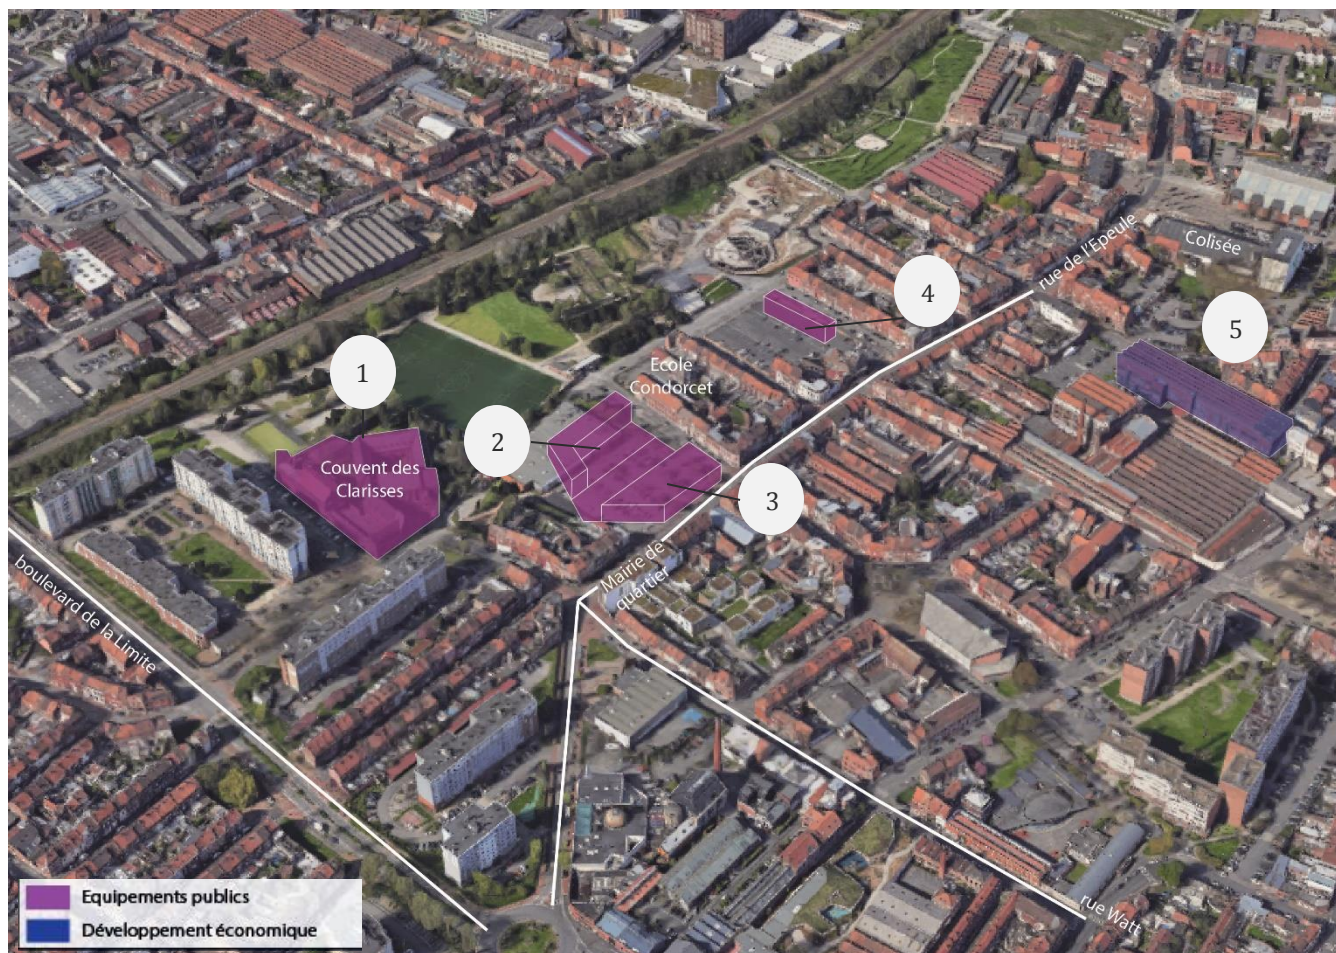 rue de l'Epeule
Colisée
4
5
1
Ecole
Condorcet
2
Couvent des
Clarisses
3
Mairie de
quartier
boulevard de la Limite
rue Watt
Equipements publics
Développement économique